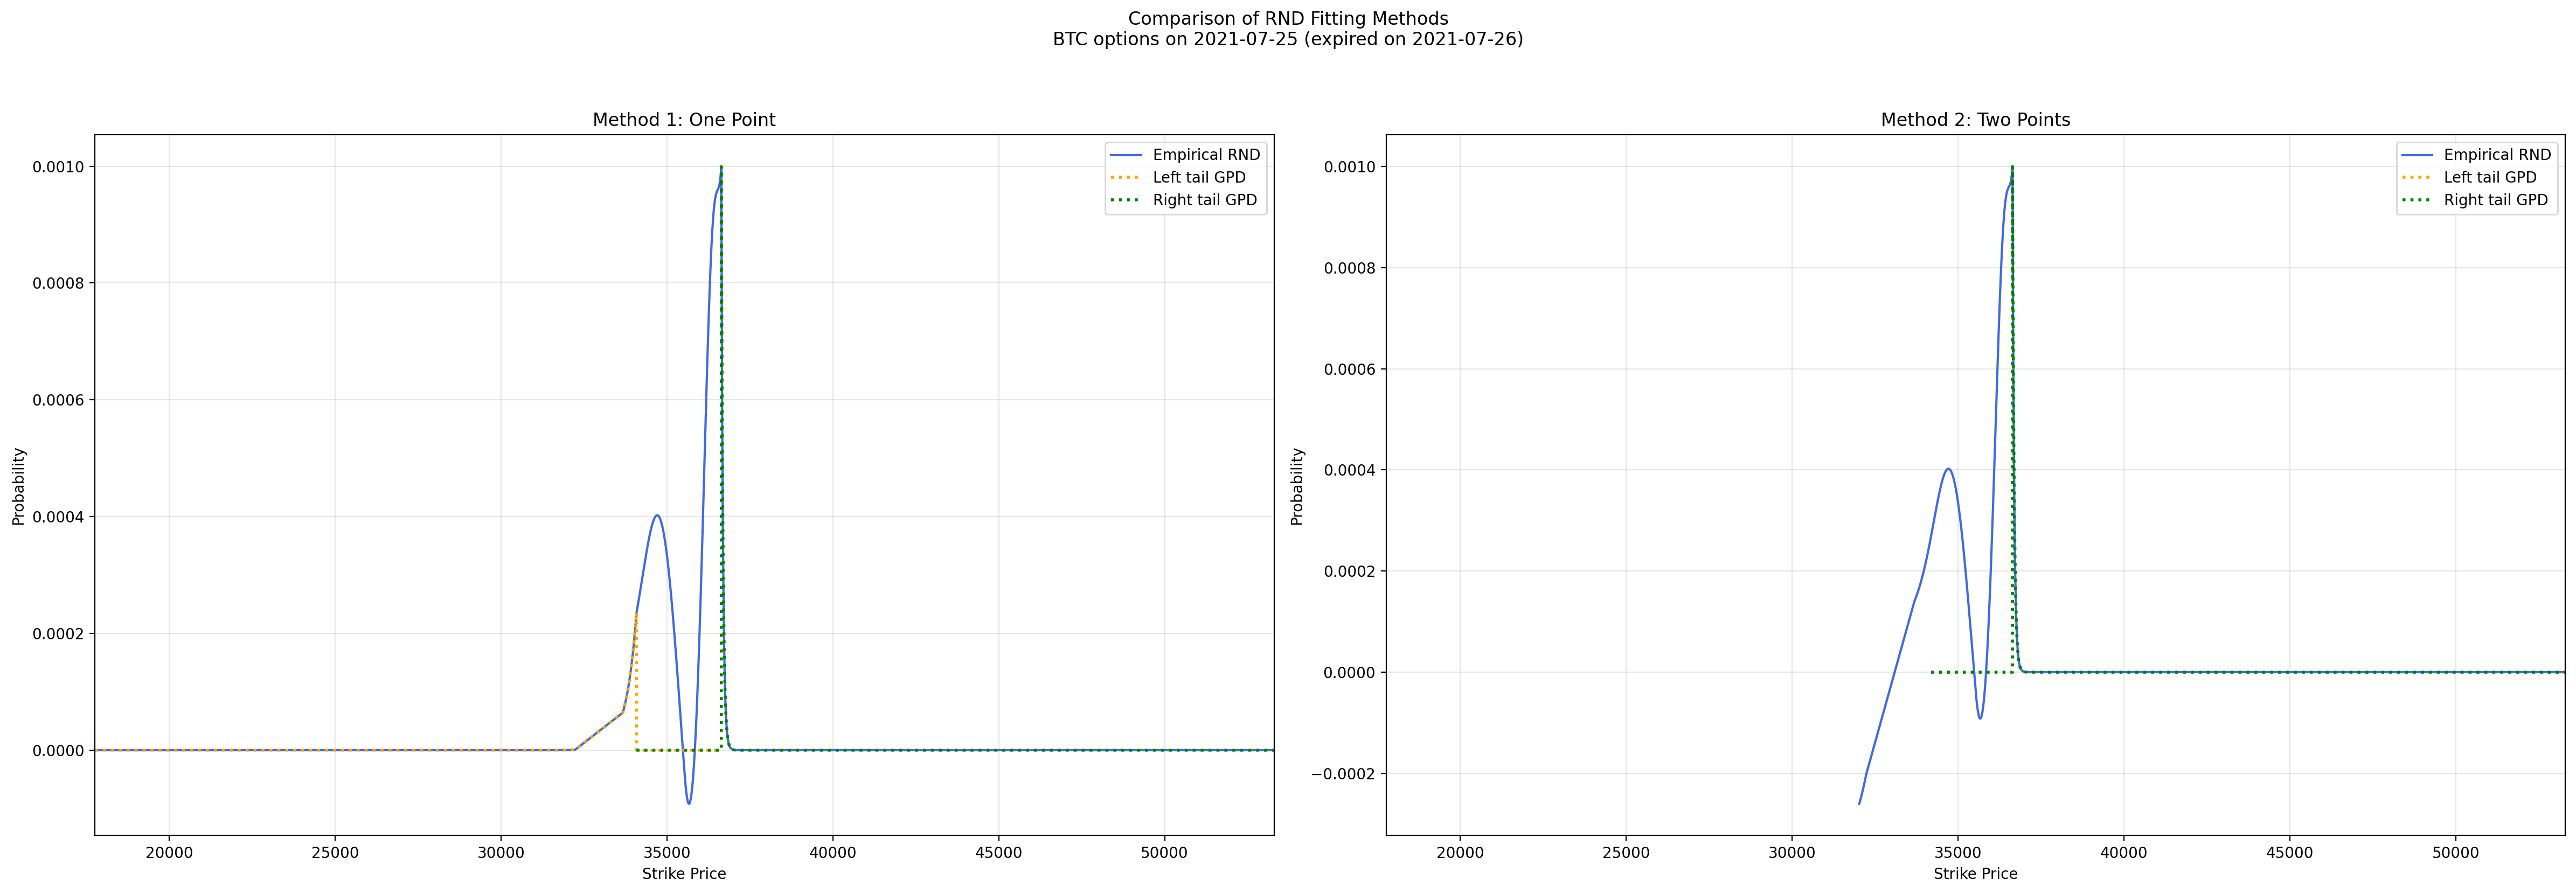 Comparison of RND Fitting Methods
BTC options on 2021-07-25 (expired on 2021-07-26)
Method 1: One Point
0.0010
0.0008
0.0006
0.0004
0.0002
0.0000
Probability
20000 25000 30000 35000 40000 45000 50000
Strike Price
Empirical RND
Left tail GPD
Right tail GPD
Method 2: Two Points
0.0010
0.0008
0.0006
0.0004
0.0002
0.0000
−0.0002
Probability
20000 25000 30000 35000 40000 45000 50000
Strike Price
Empirical RND
Left tail GPD
Right tail GPD